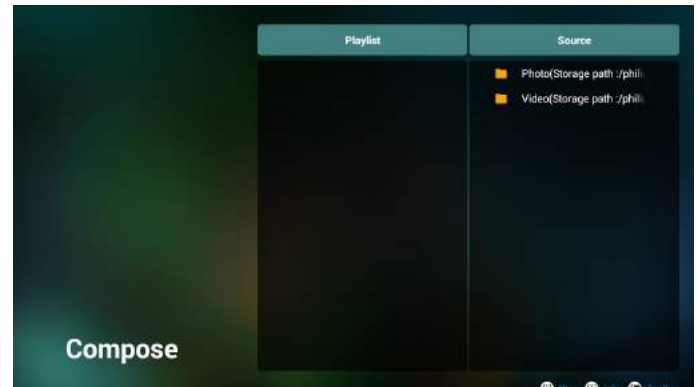 Playlist
Source
Photo(Storage path :/phili
Video(Storage path :/phili
Compose